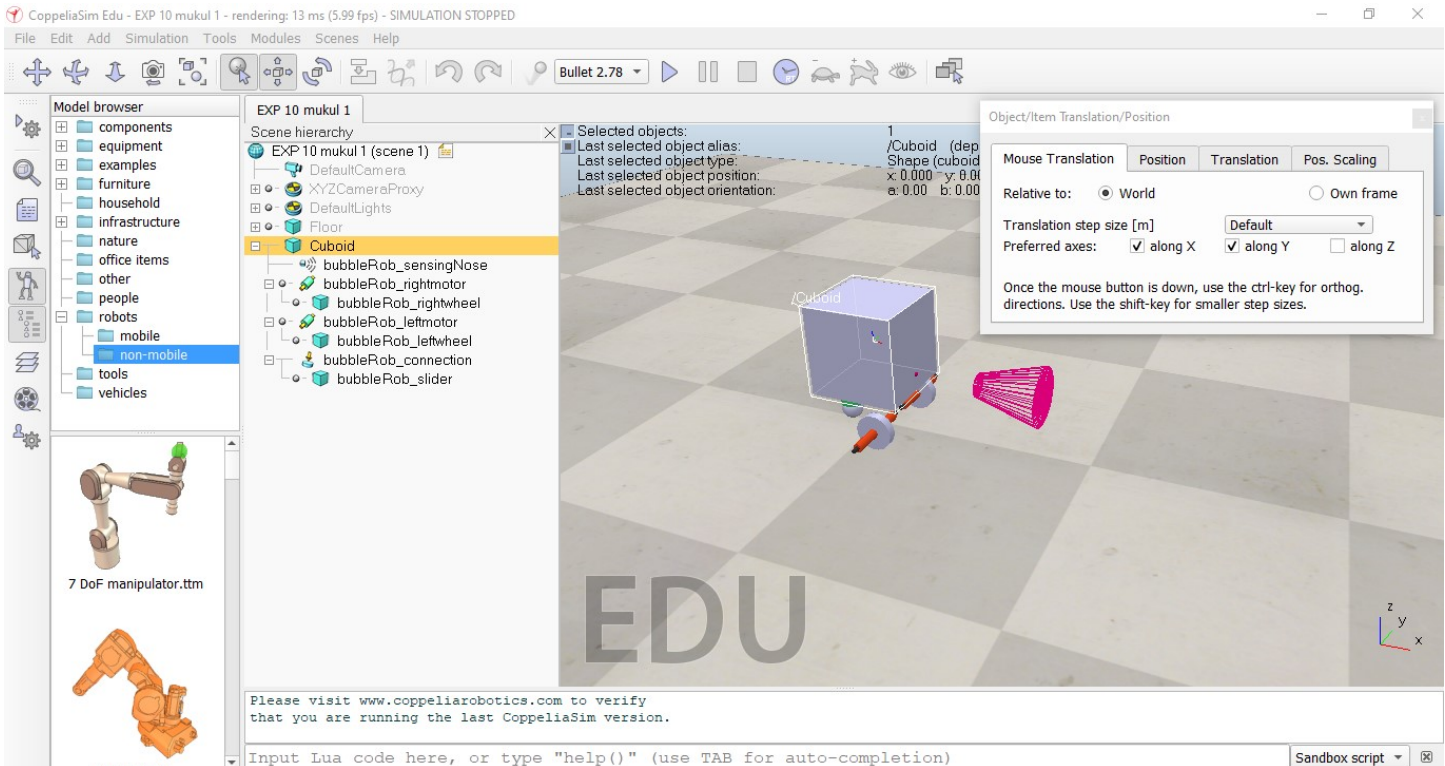 CoppeliaSim Edu - EXP 10 mukul 1 - rendering: 13 ms (5.99 fps) - SIMULATION STOPPED
File Edit Add Simulation Tools Modules Scenes Help
Bullet 2.78
RT
Model browser
components
equipment
examples
furniture
household
infrastructure
nature
office items
other
people
robots
mobile
non-mobile
tools
vehicles
7 DoF manipulator.ttm
EXP 10 mukul 1
Scene hierarchy
EXP 10 mukul 1 (scene 1)
DefaultCamera
XYZCameraProxy
DefaultLights
Floor
Cuboid
bubbleRob_sensingNose
bubbleRob_rightmotor
bubbleRob_rightwheel
bubbleRob_leftmotor
bubbleRob_leftwheel
bubbleRob_connection
bubbleRob_slider
Selected objects: 1
Last selected object alias: /Cuboid (dep
Last selected object type: Shape (cuboid
Last selected object position: x: 0.000 y: 0.00
Last selected object orientation: a: 0.00 b: 0.00
Object/Item Translation/Position
Mouse Translation Position Translation Pos. Scaling
Relative to: World Own frame
Translation step size [m] Default
Preferred axes: along X along Y along Z
Once the mouse button is down, use the ctrl-key for orthog.
directions. Use the shift-key for smaller step sizes.
/Cuboid
EDU
z
y
x
Please visit www.coppeliarobotics.com to verify
that you are running the last CoppeliaSim version.
Input Lua code here, or type "help()" (use TAB for auto-completion)
Sandbox script